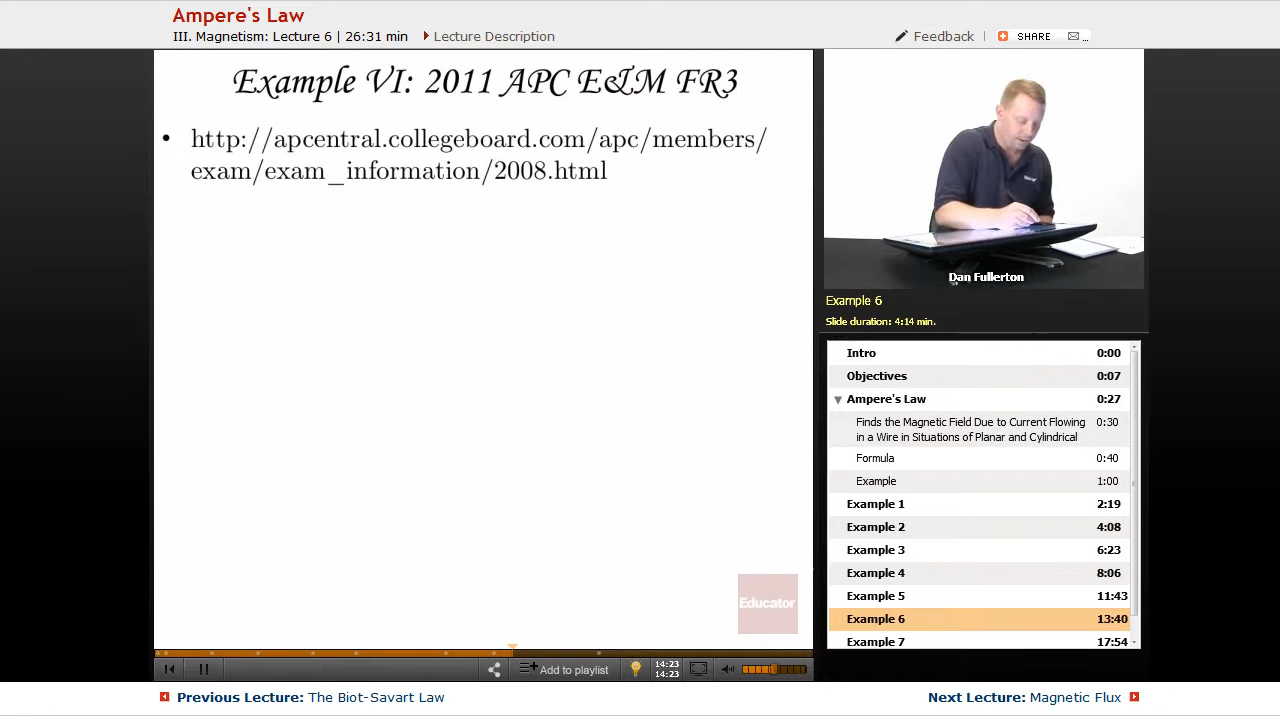 Ampere's Law
III. Magnetism: Lecture 6 | 26:31 min
Lecture Description
Feedback
SHARE
Example VI: 2011 APC E&M FR3
• http://apcentral.collegeboard.com/apc/members/
exam/exam_information/2008.html
Educator
Dan Fullerton
Example 6
Slide duration: 4:14 min.
Intro 0:00
Objectives 0:07
Ampere's Law 0:27
Finds the Magnetic Field Due to Current Flowing 0:30
in a Wire in Situations of Planar and Cylindrical
Formula 0:40
Example 1:00
Example 1 2:19
Example 2 4:08
Example 3 6:23
Example 4 8:06
Example 5 11:43
Example 6 13:40
Example 7 17:54
Add to playlist
14:23
14:23
Previous Lecture: The Biot-Savart Law
Next Lecture: Magnetic Flux